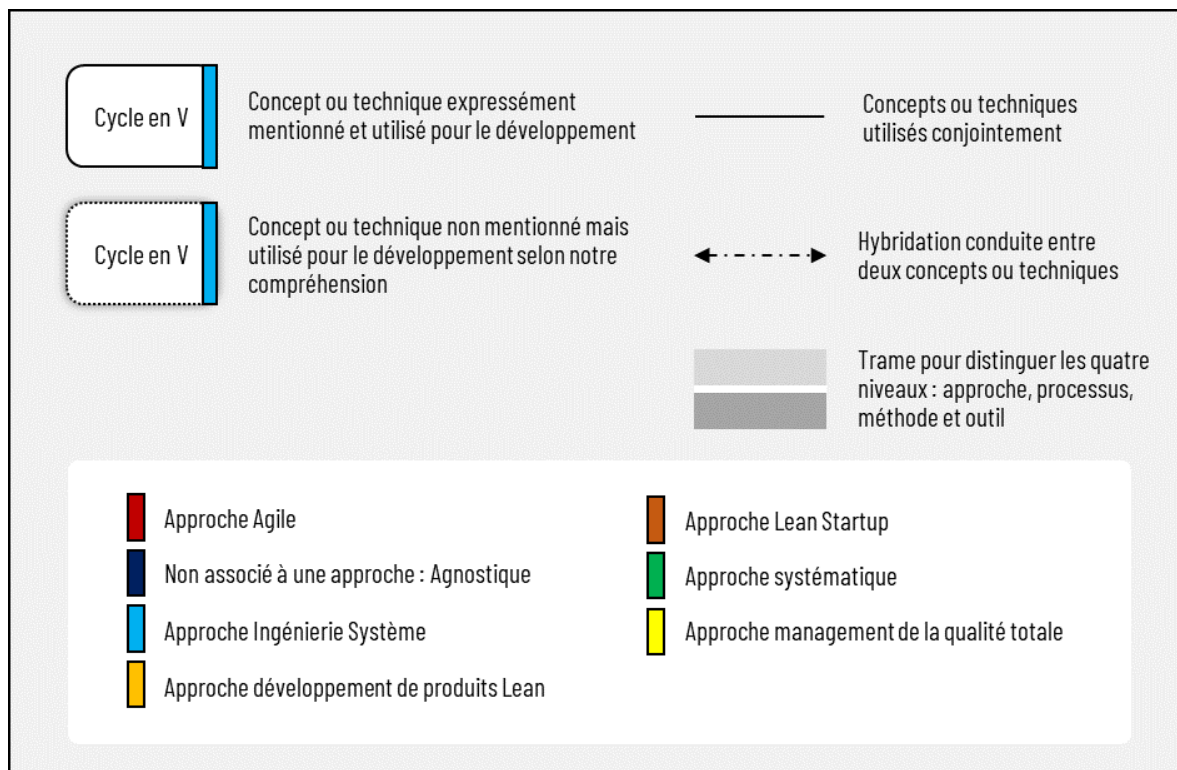 Cycle en V
Concept ou technique expressément
mentionné et utilisé pour le développement
Concepts ou techniques
utilisés conjointement
Cycle en V
Concept ou technique non mentionné mais
utilisé pour le développement selon notre
compréhension
Hybridation conduite entre
deux concepts ou techniques
Trame pour distinguer les quatre
niveaux : approche, processus,
méthode et outil
Approche Agile
Non associé à une approche : Agnostique
Approche Ingénierie Système
Approche développement de produits Lean
Approche Lean Startup
Approche systématique
Approche management de la qualité totale